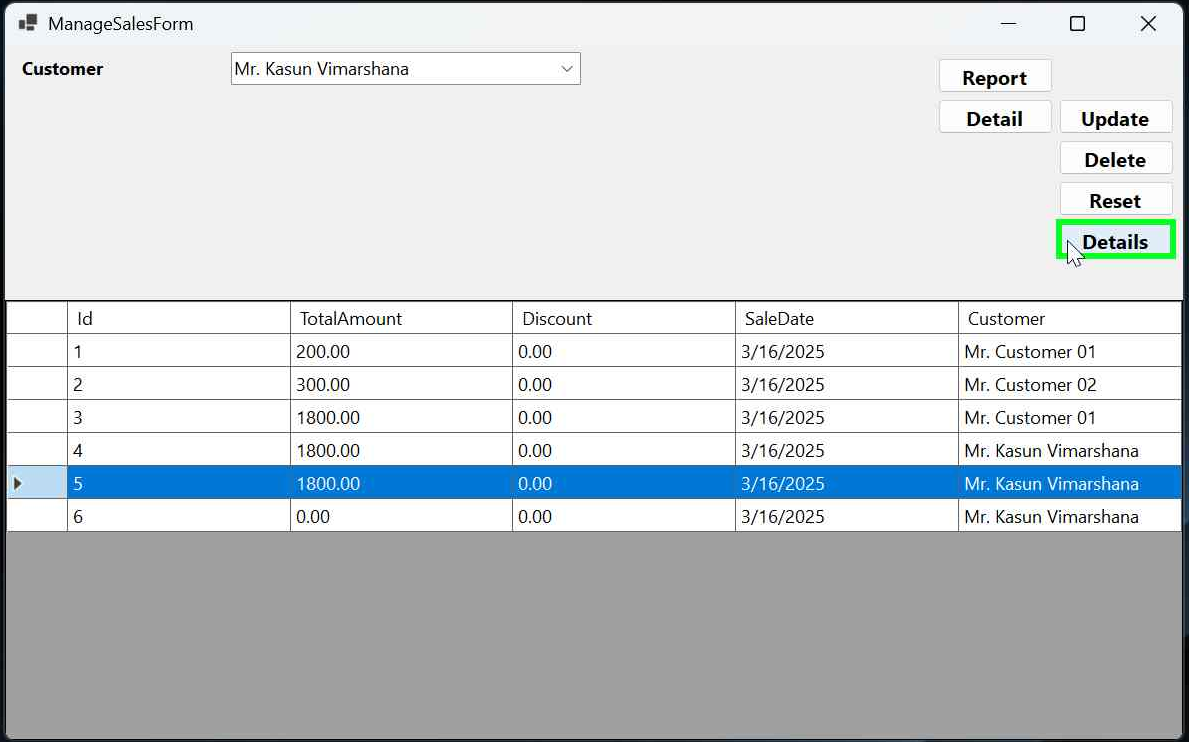 ManageSalesForm
Customer Mr. Kasun Vimarshana
Report
Detail Update
Delete
Reset
Details
Id TotalAmount Discount SaleDate Customer
1 200.00 0.00 3/16/2025 Mr. Customer 01
2 300.00 0.00 3/16/2025 Mr. Customer 02
3 1800.00 0.00 3/16/2025 Mr. Customer 01
4 1800.00 0.00 3/16/2025 Mr. Kasun Vimarshana
5 1800.00 0.00 3/16/2025 Mr. Kasun Vimarshana
6 0.00 0.00 3/16/2025 Mr. Kasun Vimarshana